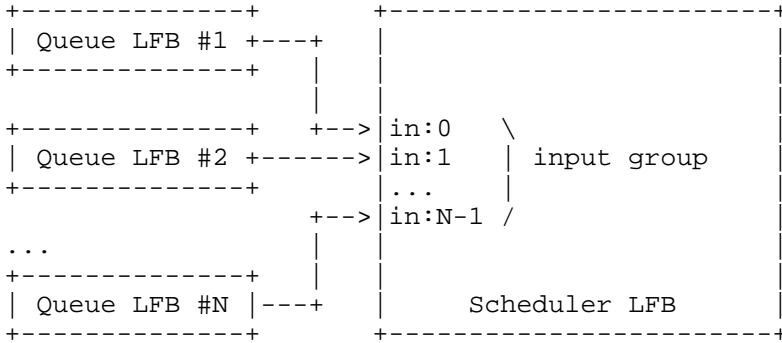 Queue LFB #1
in:0
Queue LFB #2 in:1 input group
...
in:N-1
...
Queue LFB #N Scheduler LFB